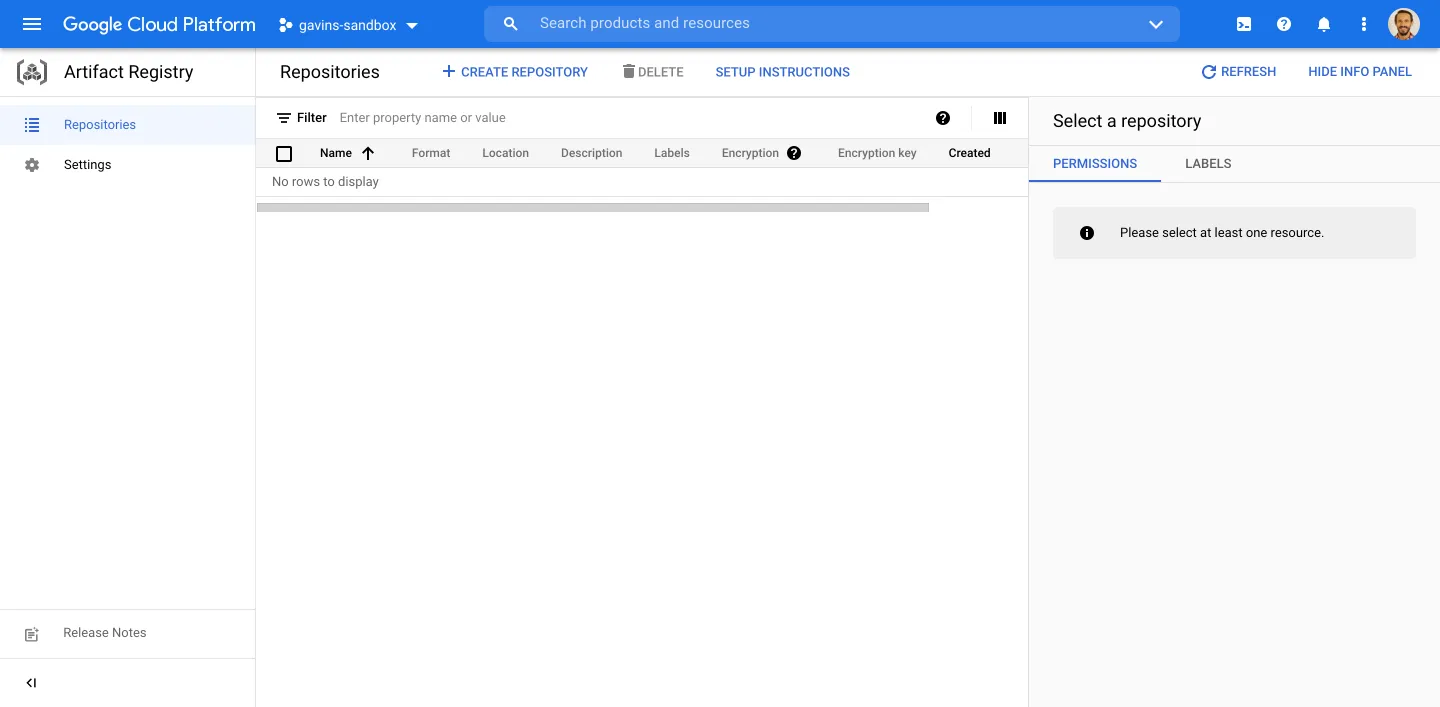 Google Cloud Platform gavins-sandbox Search products and resources
Artifact Registry
Repositories CREATE REPOSITORY DELETE SETUP INSTRUCTIONS REFRESH HIDE INFO PANEL
Repositories
Settings
Filter Enter property name or value
Name Format Location Description Labels Encryption Encryption key Created
No rows to display
Select a repository
PERMISSIONS LABELS
Please select at least one resource.
Release Notes